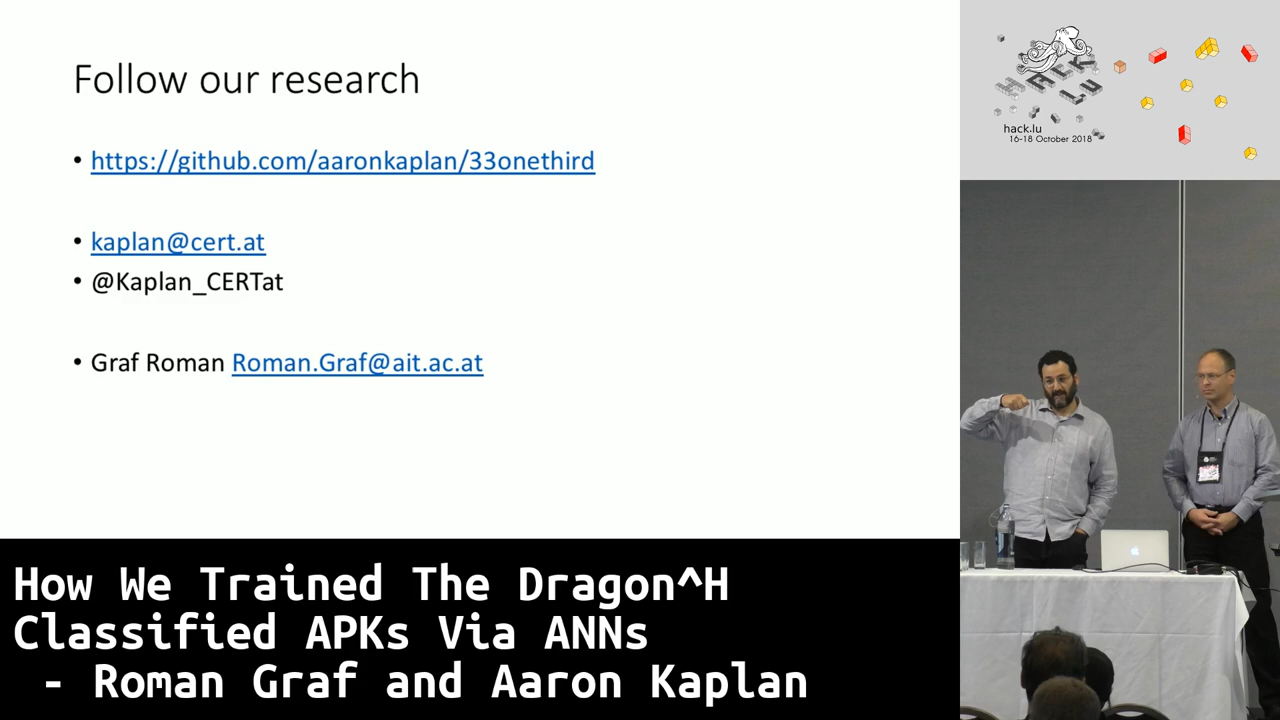 Follow our research
• https://github.com/aaronkaplan/33onethird
• kaplan@cert.at
• @Kaplan_CERTat
• Graf Roman Roman.Graf@ait.ac.at
HACK
LU
hack.lu
16-18 October 2018
How We Trained The Dragon^H
Classified APKs Via ANNs
- Roman Graf and Aaron Kaplan